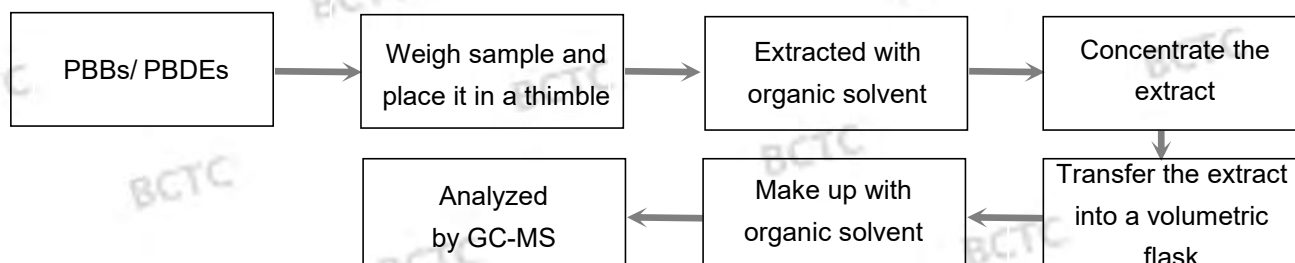 PBBs/ PBDEs
Weigh sample and
place it in a thimble
Extracted with
organic solvent
Concentrate the
extract
Transfer the extract
into a volumetric
flask
Make up with
organic solvent
Analyzed
by GC-MS
BCTC
BCTC
BCTC
BCTC
BCTC
BCTC
BCTC